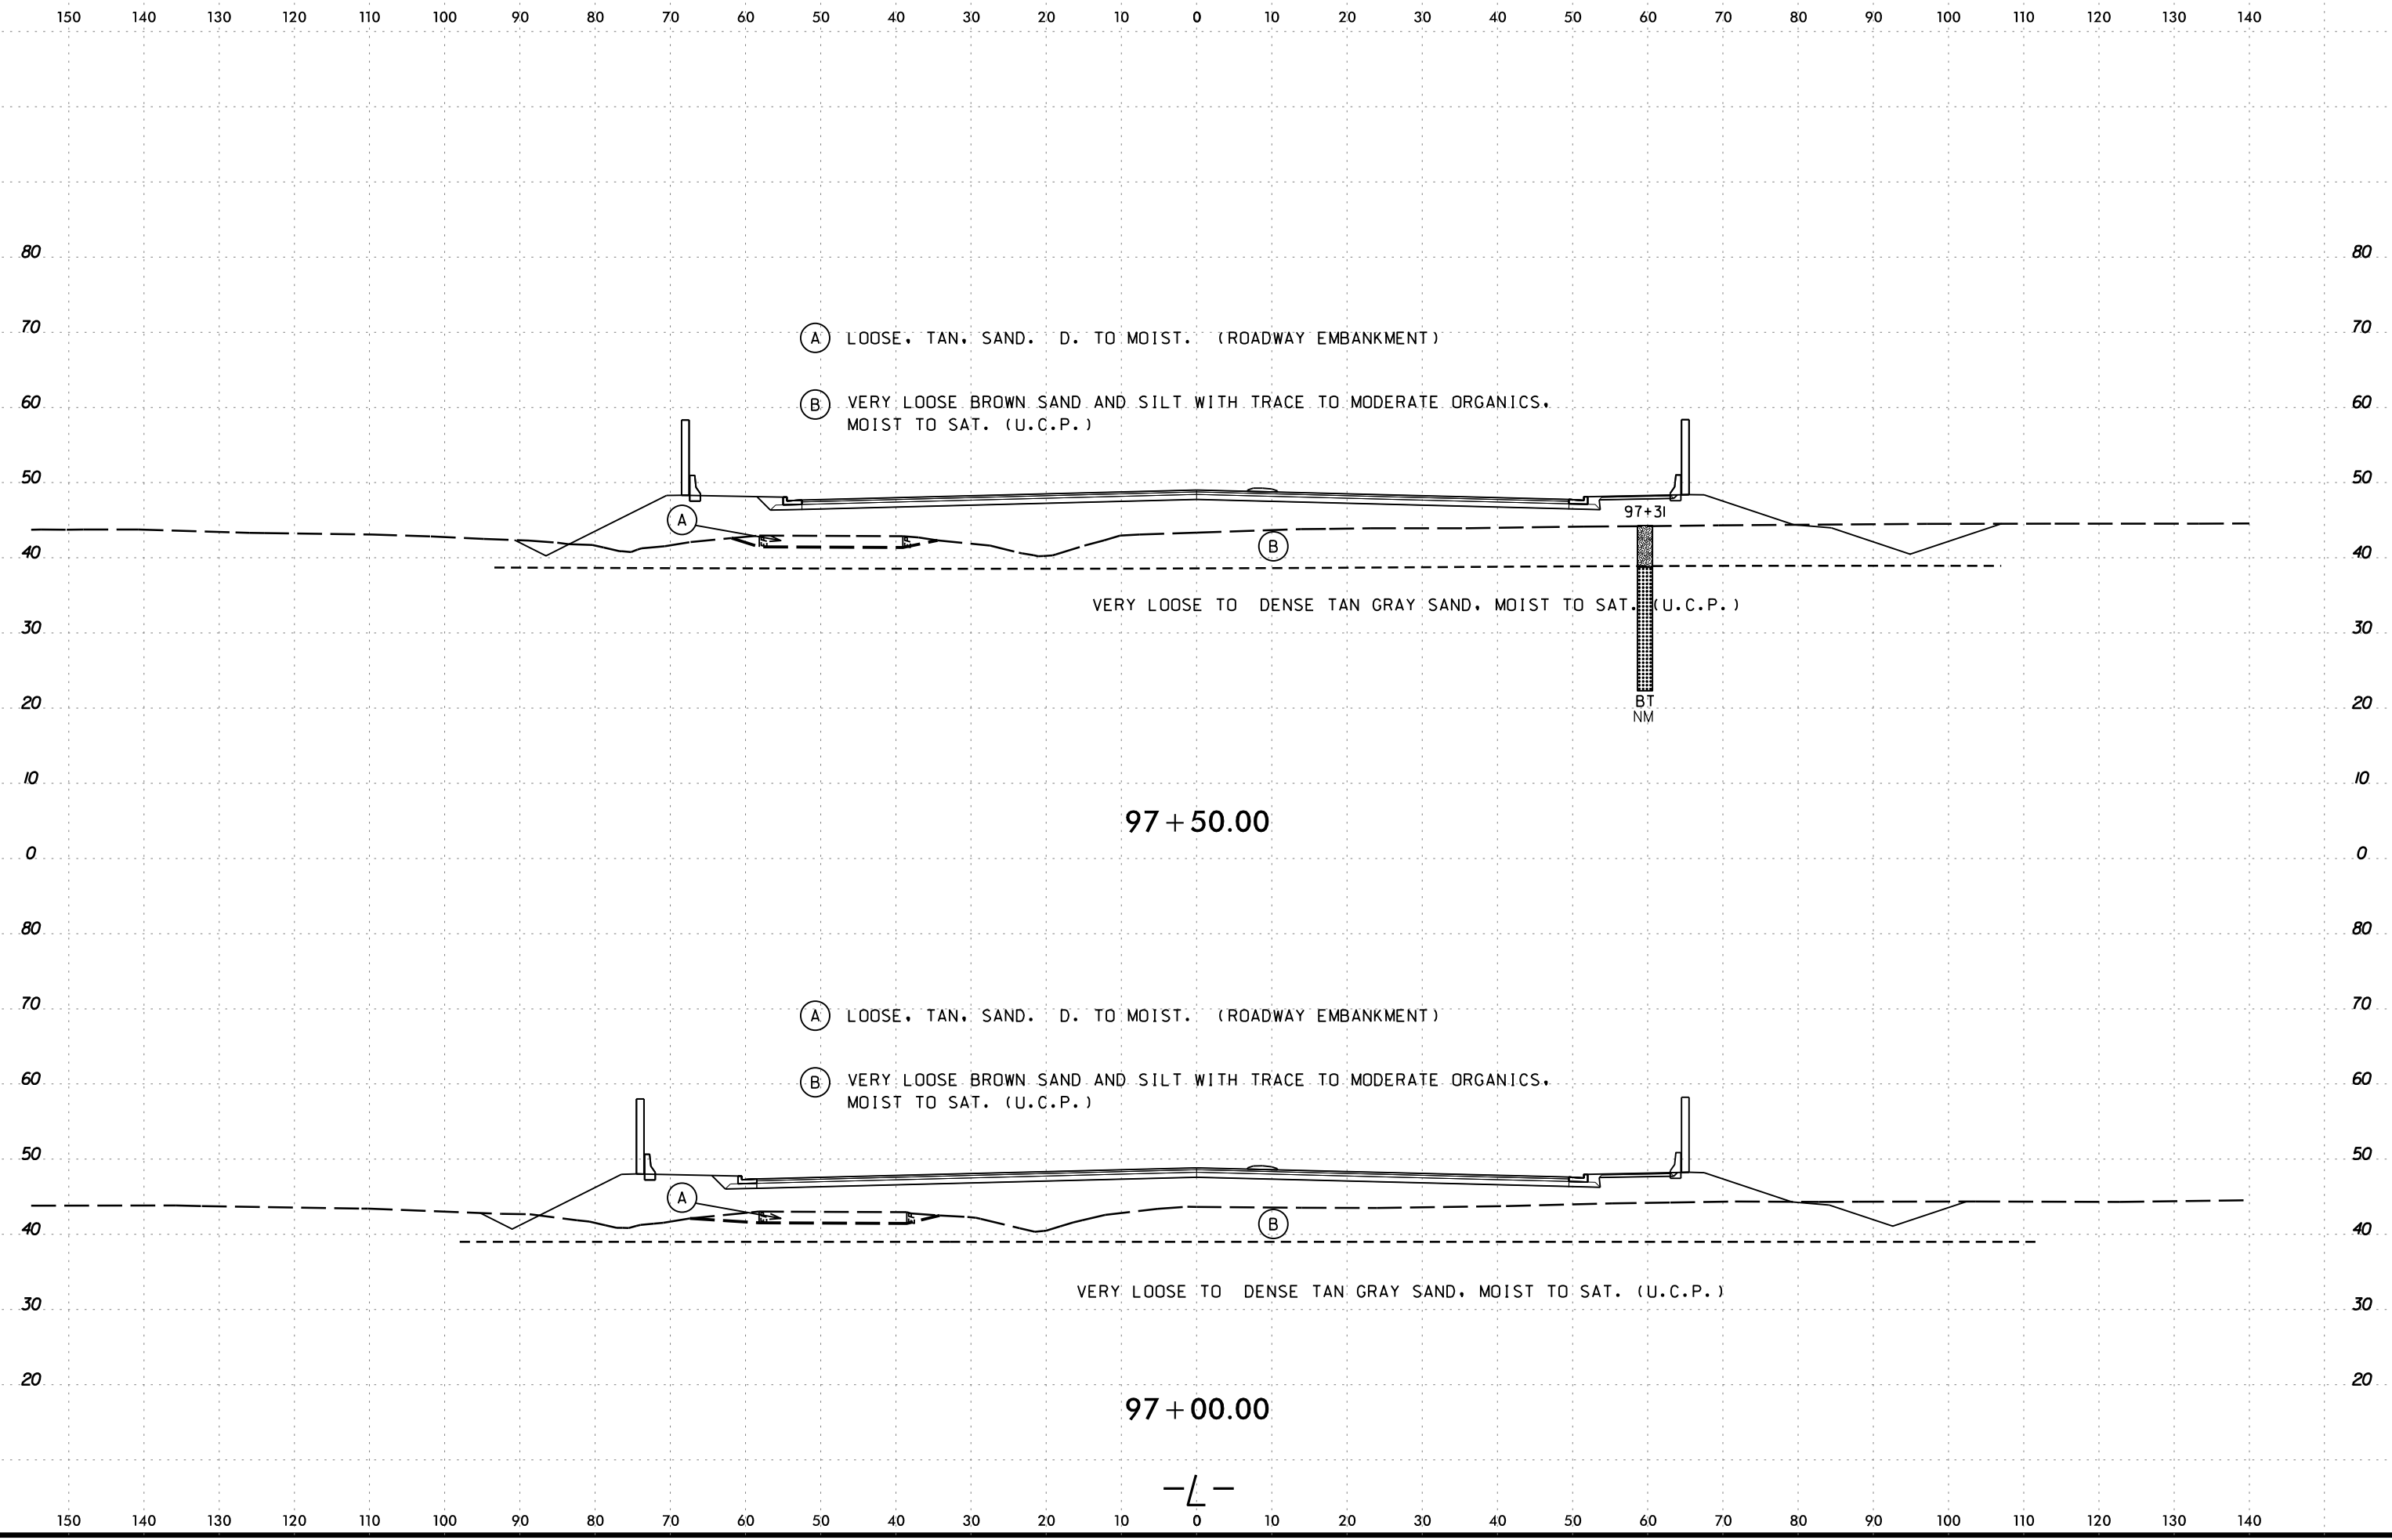 150 140 130 120 110 100 90 80 70 60 50 40 30 20 10 0 10 20 30 40 50 60 70 80 90 100 110 120 130 140
80 80
70 70
A LOOSE, TAN, SAND. D. TO MOIST. (ROADWAY EMBANKMENT)
60 60
B VERY LOOSE BROWN SAND AND SILT WITH TRACE TO MODERATE ORGANICS,
MOIST TO SAT. (U.C.P.)
50 50
97+31
A
B
40 40
VERY LOOSE TO DENSE TAN GRAY SAND, MOIST TO SAT. (U.C.P.)
30 30
20 20
BT
NM
10 10
97+50.00
0 0
80 80
70 70
A LOOSE, TAN, SAND. D. TO MOIST. (ROADWAY EMBANKMENT)
60 60
B VERY LOOSE BROWN SAND AND SILT WITH TRACE TO MODERATE ORGANICS,
MOIST TO SAT. (U.C.P.)
50 50
A
B
40 40
VERY LOOSE TO DENSE TAN GRAY SAND, MOIST TO SAT. (U.C.P.)
30 30
20 20
97+00.00
-L-
150 140 130 120 110 100 90 80 70 60 50 40 30 20 10 0 10 20 30 40 50 60 70 80 90 100 110 120 130 140